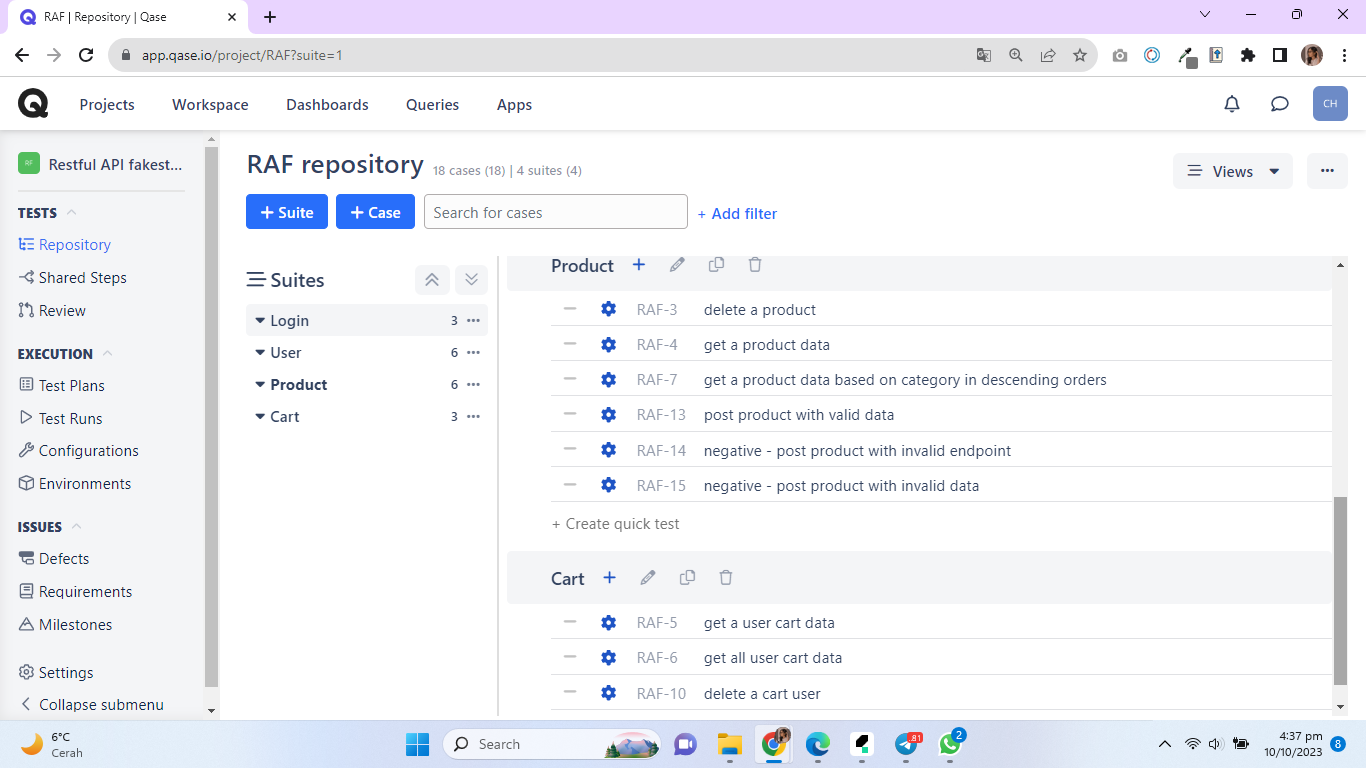 RAF | Repository | Qase
app.qase.io/project/RAF?suite=1
Projects Workspace Dashboards Queries Apps
CH
RF Restful API fakest...
TESTS
Repository
Shared Steps
Review
EXECUTION
Test Plans
Test Runs
Configurations
Environments
ISSUES
Defects
Requirements
Milestones
Settings
Collapse submenu
RAF repository 18 cases (18) | 4 suites (4)
Views
+ Suite + Case Search for cases + Add filter
Suites
Login 3
User 6
Product 6
Cart 3
Product
RAF-3 delete a product
RAF-4 get a product data
RAF-7 get a product data based on category in descending orders
RAF-13 post product with valid data
RAF-14 negative - post product with invalid endpoint
RAF-15 negative - post product with invalid data
+ Create quick test
Cart
RAF-5 get a user cart data
RAF-6 get all user cart data
RAF-10 delete a cart user
6°C
Cerah
Search
81
2
4:37 pm
10/10/2023
8